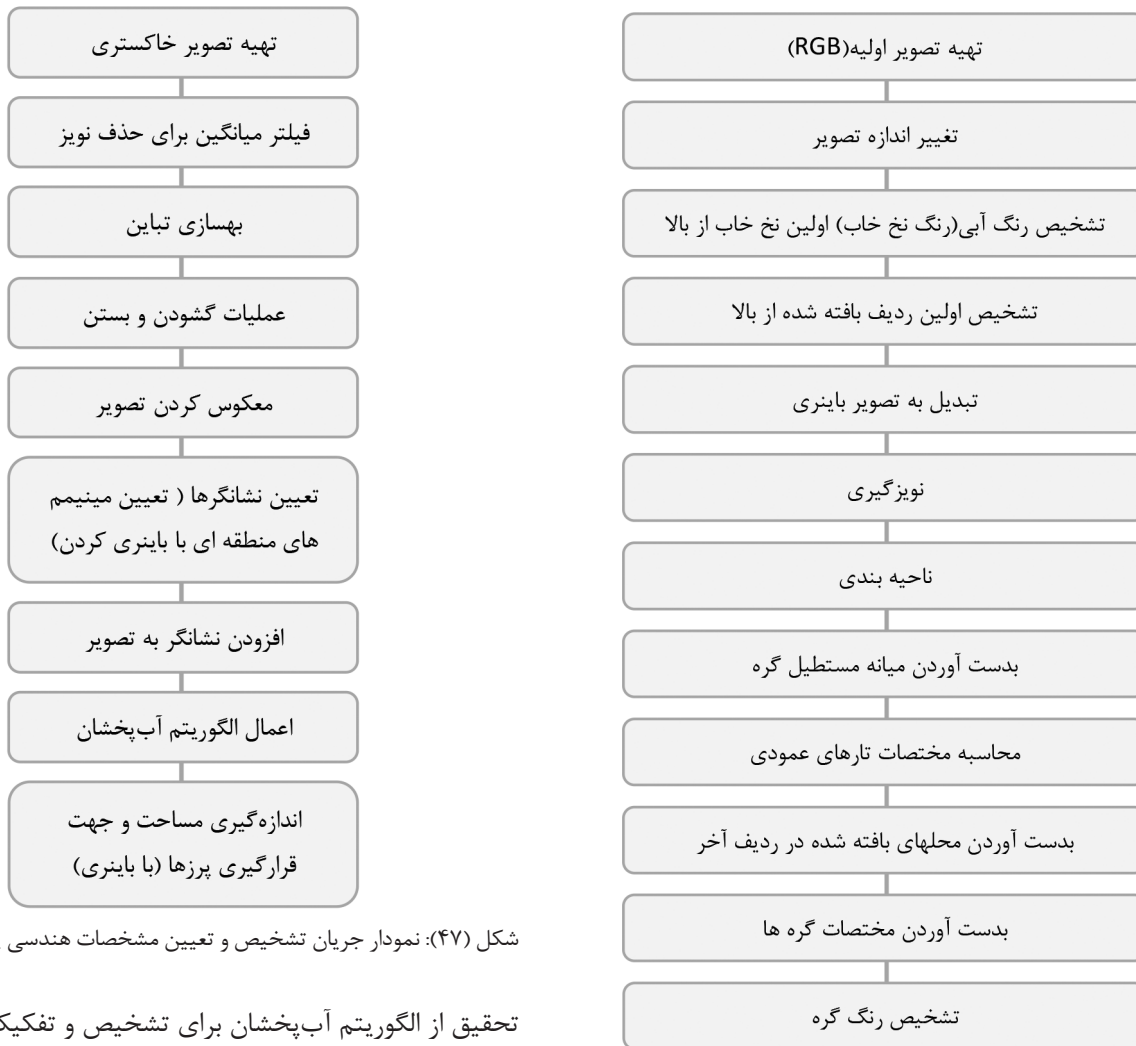 تهیه تصویر اولیه(RGB)
تغییر اندازه تصویر
تشخیص رنگ آبی(رنگ نخ خاب) اولین نخ خاب از بالا
تشخیص اولین ردیف بافته شده از بالا
تبدیل به تصویر باینری
نویزگیری
ناحیه بندی
بدست آوردن میانه مستطیل گره
محاسبه مختصات تارهای عمودی
بدست آوردن محلهای بافته شده در ردیف آخر
بدست آوردن مختصات گره ها
تشخیص رنگ گره
تهیه تصویر خاکستری
فیلتر میانگین برای حذف نویز
بهسازی تباین
عملیات گشودن و بستن
معکوس کردن تصویر
تعیین نشانگرها ( تعیین مینیمم
های منطقه ای با باینری کردن)
افزودن نشانگر به تصویر
اعمال الگوریتم آب‌پخشان
اندازه‌گیری مساحت و جهت
قرارگیری پرزها (با باینری)
شکل (۴۷): نمودار جریان تشخیص و تعیین مشخصات هندسی
تحقیق از الگوریتم آب‌پخشان برای تشخیص و تفکیک